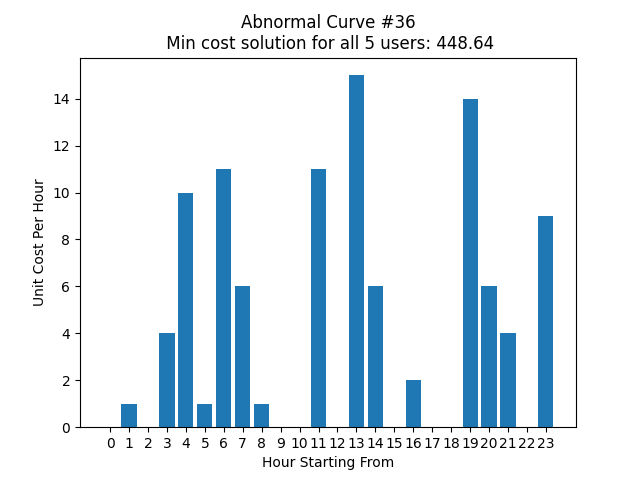 Abnormal Curve #36
Min cost solution for all 5 users: 448.64
Unit Cost Per Hour
14
12
10
8
6
4
2
0
0 1 2 3 4 5 6 7 8 9 10 11 12 13 14 15 16 17 18 19 20 21 22 23
Hour Starting From